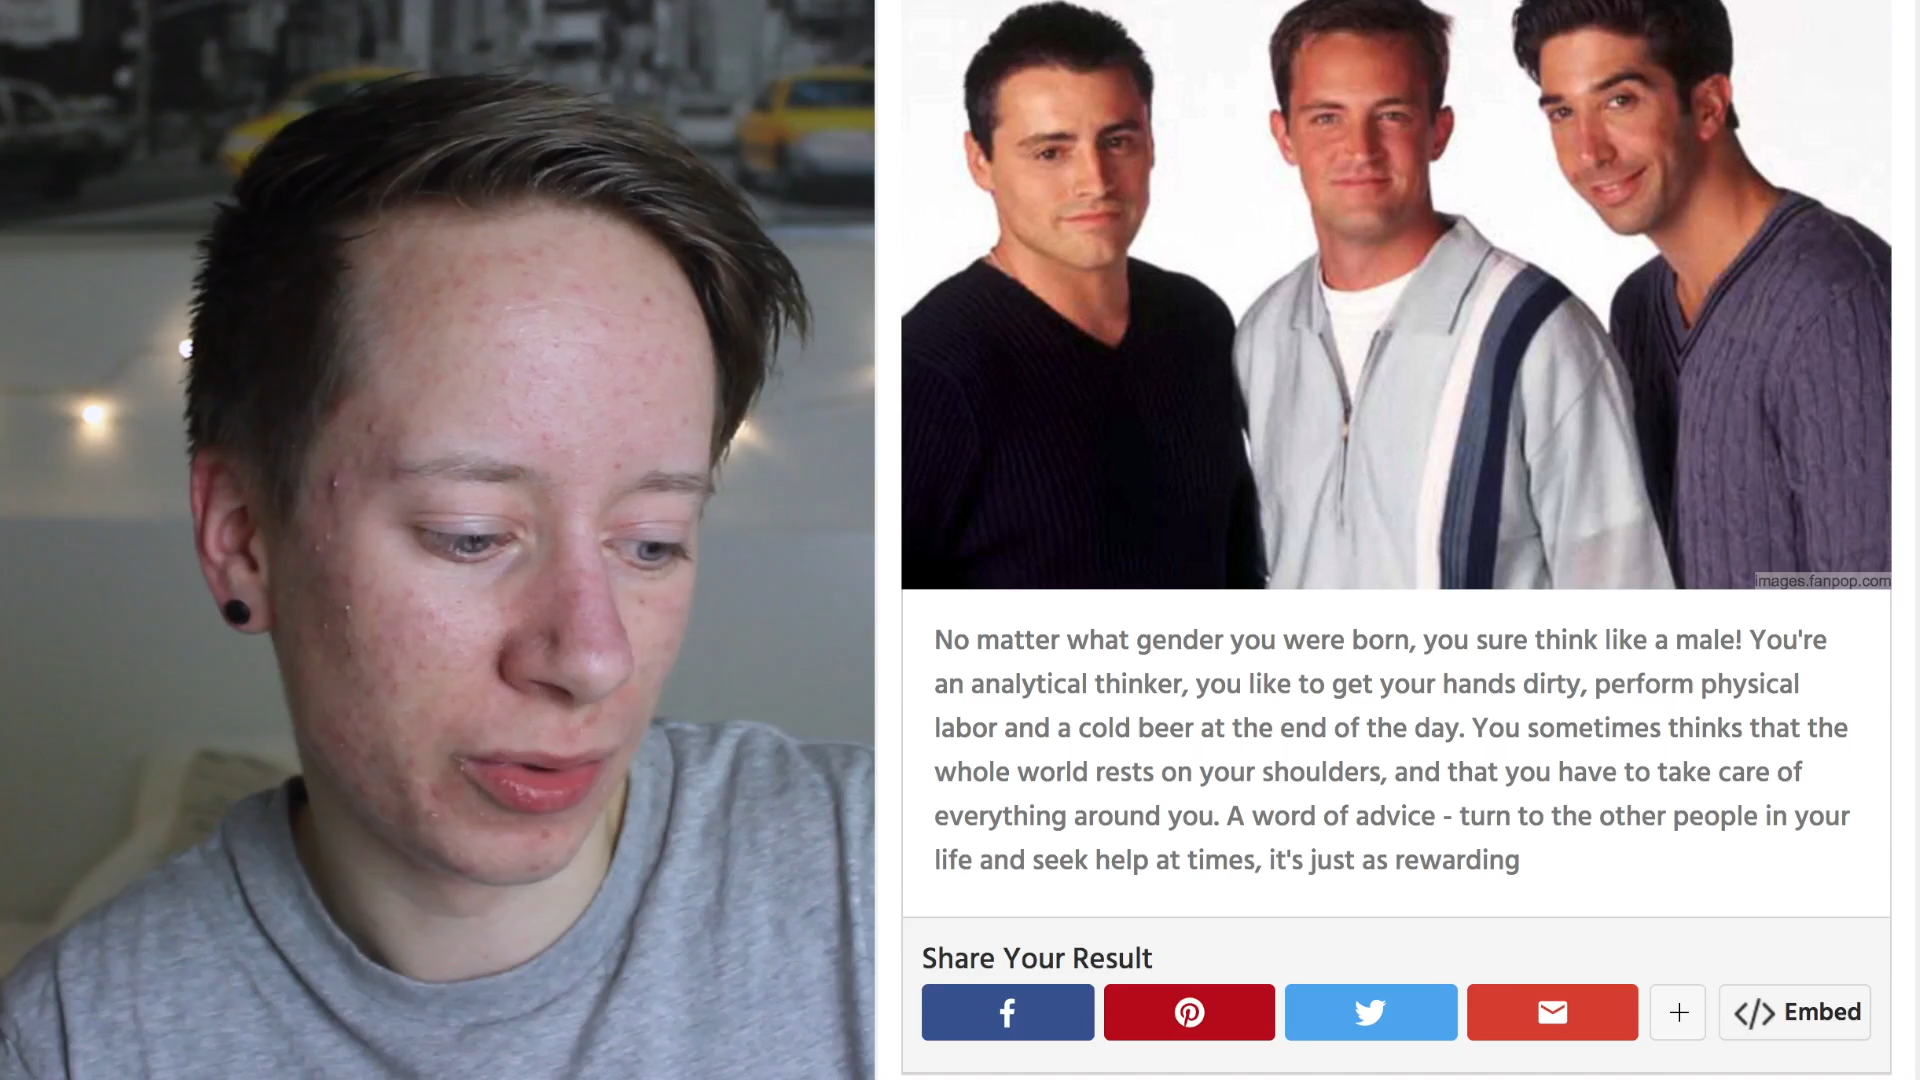 images.fanpop.com
No matter what gender you were born, you sure think like a male! You're
an analytical thinker, you like to get your hands dirty, perform physical
labor and a cold beer at the end of the day. You sometimes thinks that the
whole world rests on your shoulders, and that you have to take care of
everything around you. A word of advice - turn to the other people in your
life and seek help at times, it's just as rewarding
Share Your Result
</> Embed